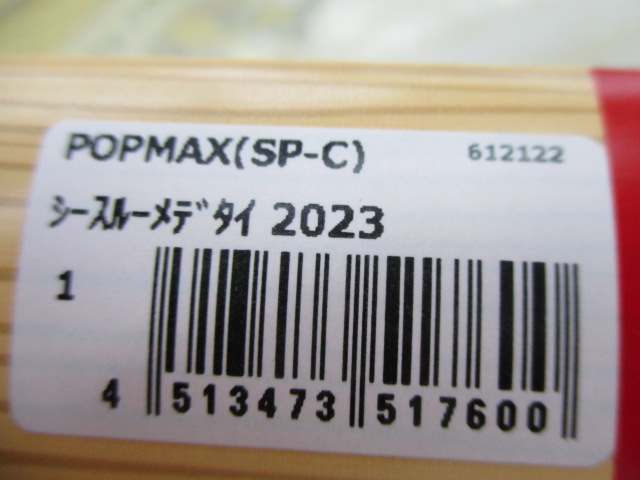 POPMAX(SP-C) 612122
ｼｰｽﾙｰﾒﾃﾞﾀｲ 2023
1
4 513473 517600